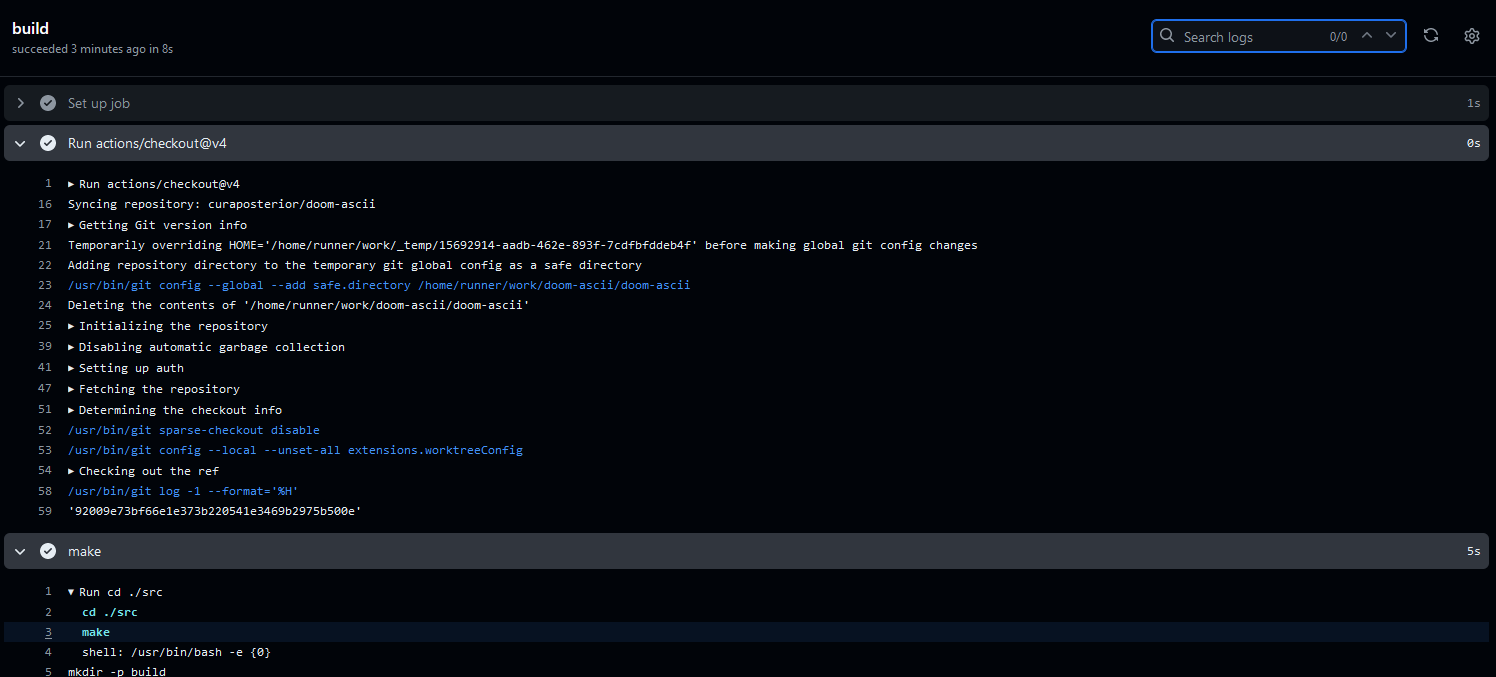 build
succeeded 3 minutes ago in 8s
Search logs 0/0
Set up job 1s
Run actions/checkout@v4 0s
1 ▸ Run actions/checkout@v4
16 Syncing repository: curaposterior/doom-ascii
17 ▸ Getting Git version info
21 Temporarily overriding HOME='/home/runner/work/_temp/15692914-aadb-462e-893f-7cdfbfddeb4f' before making global git config changes
22 Adding repository directory to the temporary git global config as a safe directory
23 /usr/bin/git config --global --add safe.directory /home/runner/work/doom-ascii/doom-ascii
24 Deleting the contents of '/home/runner/work/doom-ascii/doom-ascii'
25 ▸ Initializing the repository
39 ▸ Disabling automatic garbage collection
41 ▸ Setting up auth
47 ▸ Fetching the repository
51 ▸ Determining the checkout info
52 /usr/bin/git sparse-checkout disable
53 /usr/bin/git config --local --unset-all extensions.worktreeConfig
54 ▸ Checking out the ref
58 /usr/bin/git log -1 --format='%H'
59 '92009e73bf66e1e373b220541e3469b2975b500e'
make 5s
1 ▾ Run cd ./src
2 cd ./src
3 make
4 shell: /usr/bin/bash -e {0}
5 mkdir -p build